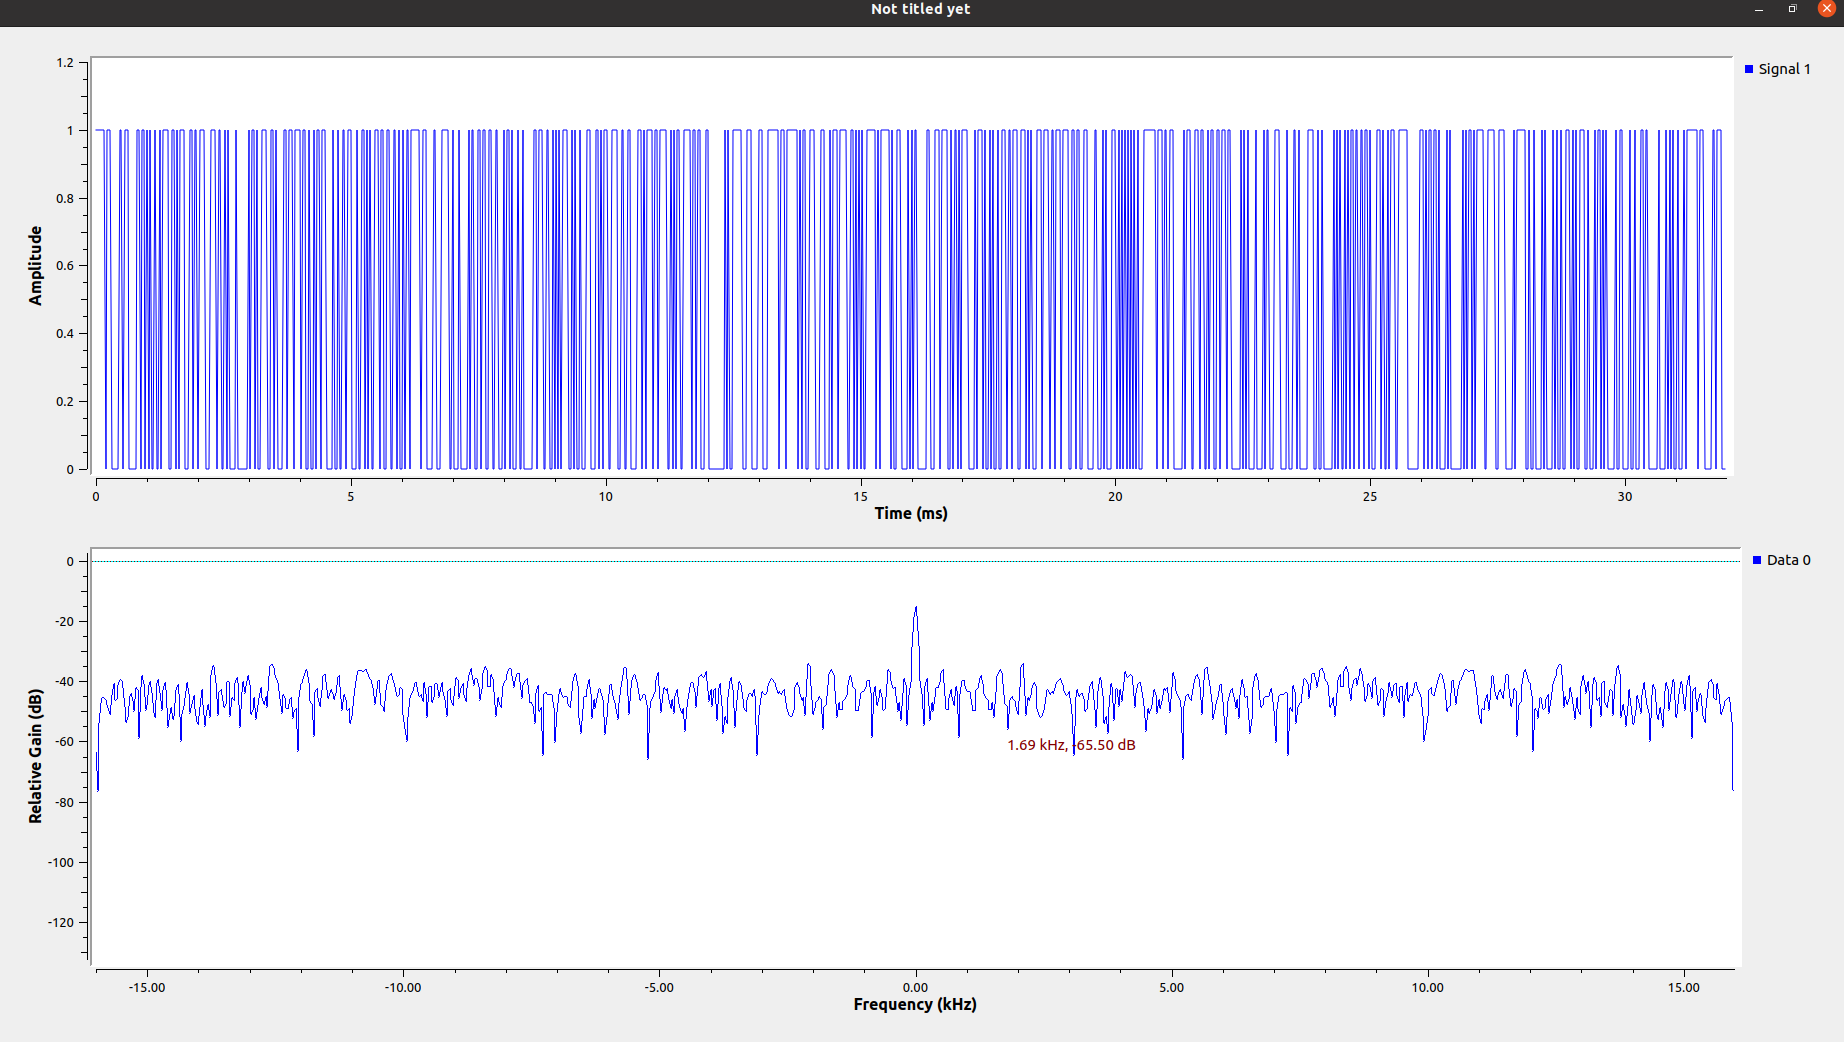 Not titled yet
1.2
1
0.8
0.6
0.4
0.2
0
Amplitude
Signal 1
0 5 10 15 20 25 30
Time (ms)
0
-20
-40
-60
-80
-100
-120
Relative Gain (dB)
Data 0
1.69 kHz, -65.50 dB
-15.00 -10.00 -5.00 0.00 5.00 10.00 15.00
Frequency (kHz)